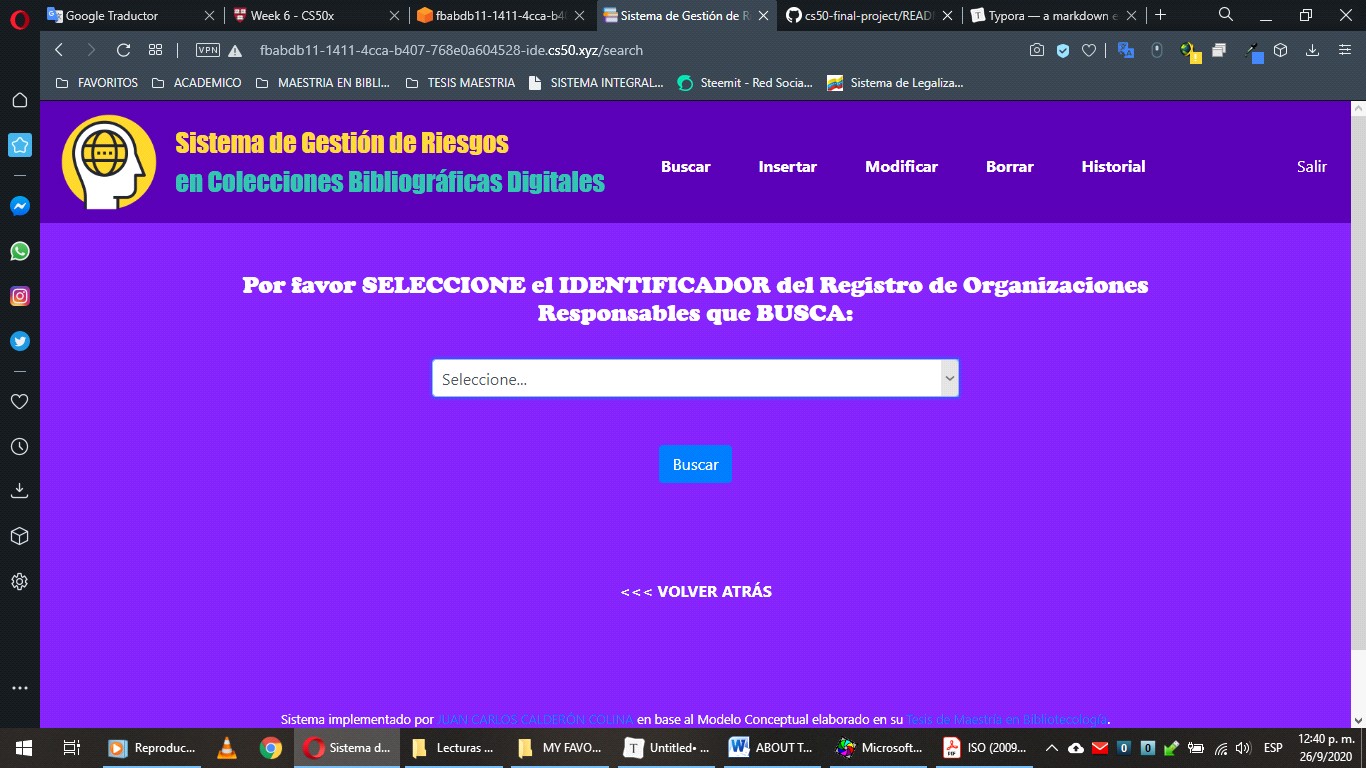 Google Traductor
Week 6 - CS50x
fbabdb11-1411-4cca-b4
Sistema de Gestión de R
cs50-final-project/READ
Typora — a markdown e
VPN
fbabdb11-1411-4cca-b407-768e0a604528-ide.cs50.xyz/search
FAVORITOS
ACADEMICO
MAESTRIA EN BIBLI...
TESIS MAESTRIA
SISTEMA INTEGRAL...
Steemit - Red Socia...
Sistema de Legaliza...
Sistema de Gestión de Riesgos
en Colecciones Bibliográficas Digitales
Buscar
Insertar
Modificar
Borrar
Historial
Salir
Por favor SELECCIONE el IDENTIFICADOR del Registro de Organizaciones
Responsables que BUSCA:
Seleccione...
Buscar
<<< VOLVER ATRÁS
Sistema implementado por JUAN CARLOS CALDERÓN COLINA en base al Modelo Conceptual elaborado en su Tesis de Maestría en Bibliotecología.
Reproduc...
Sistema d...
Lecturas ...
MY FAVO...
Untitled• ...
ABOUT T...
Microsoft...
ISO (2009...
0
0
ESP
12:40 p. m.
26/9/2020